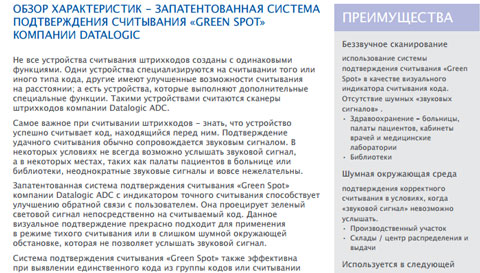 ОБЗОР ХАРАКТЕРИСТИК – ЗАПАТЕНТОВАННАЯ СИСТЕМА
ПОДТВЕРЖДЕНИЯ СЧИТЫВАНИЯ «GREEN SPOT»
КОМПАНИИ DATALOGIC
Не все устройства считывания штрихкодов созданы с одинаковыми
функциями. Одни устройства специализируются на считывании того или
иного типа кода, другие имеют улучшенные возможности считывания
на расстоянии; а есть устройства, которые выполняют дополнительные
специальные функции. Такими устройствами считаются сканеры
штрихкодов компании Datalogic ADC.
Самое важное при считывании штрихкодов – знать, что устройство
успешно считывает код, находящийся перед ним. Подтверждение
удачного считывания обычно сопровождается звуковым сигналом. В
некоторых условиях не всегда возможно услышать звуковой сигнал,
а в некоторых местах, таких как палаты пациентов в больнице или
библиотеки, неоднократные звуковые сигналы и вовсе нежелательны.
Запатентованная система подтверждения считывания «Green Spot»
компании Datalogic ADC с индикатором точного считывания способствует
улучшению обратной связи с пользователем. Она проецирует зеленый
световой сигнал непосредственно на считываемый код. Данное
визуальное подтверждение прекрасно подходит для применения
в режиме тихого считывания или в слишком шумной окружающей
обстановке, которая не позволяет услышать звуковой сигнал.
Система подтверждения считывания «Green Spot» также эффективна
при выявлении единственного кода из группы кодов или считывании
ПРЕИМУЩЕСТВА
Беззвучное сканирование
использование системы
подтверждения считывания «Green
Spot» в качестве визуального
индикатора считывания кода.
Отсутствие шумных «звуковых
сигналов» .
• Здравоохранение – больницы,
палаты пациентов, кабинеты
врачей и медицинские
лаборатории
• Библиотеки
Шумная окружающая среда
подтверждения корректного
считывания в условиях, когда
«звуковой сигнал» невозможно
услышать.
• Производственный участок
• Склады / центр распределения и
выдачи
Используется в следующей